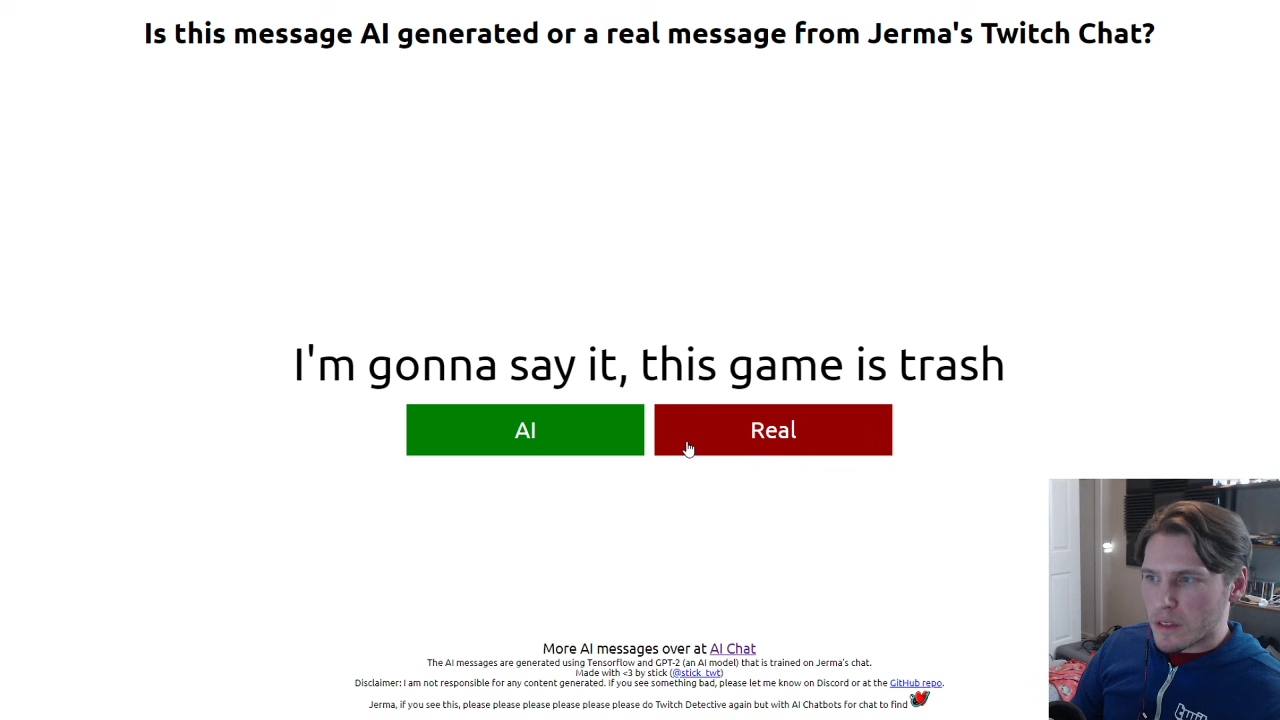 Is this message AI generated or a real message from Jerma's Twitch Chat?
I'm gonna say it, this game is trash
AI
Real
More AI messages over at AI Chat
The AI messages are generated using Tensorflow and GPT-2 (an AI model) that is trained on Jerma's chat.
Made with <3 by stick (@stick_twt)
Disclaimer: I am not responsible for any content generated. If you see something bad, please let me know on Discord or at the GitHub repo.
Jerma, if you see this, please please please please please please do Twitch Detective again but with AI Chatbots for chat to find